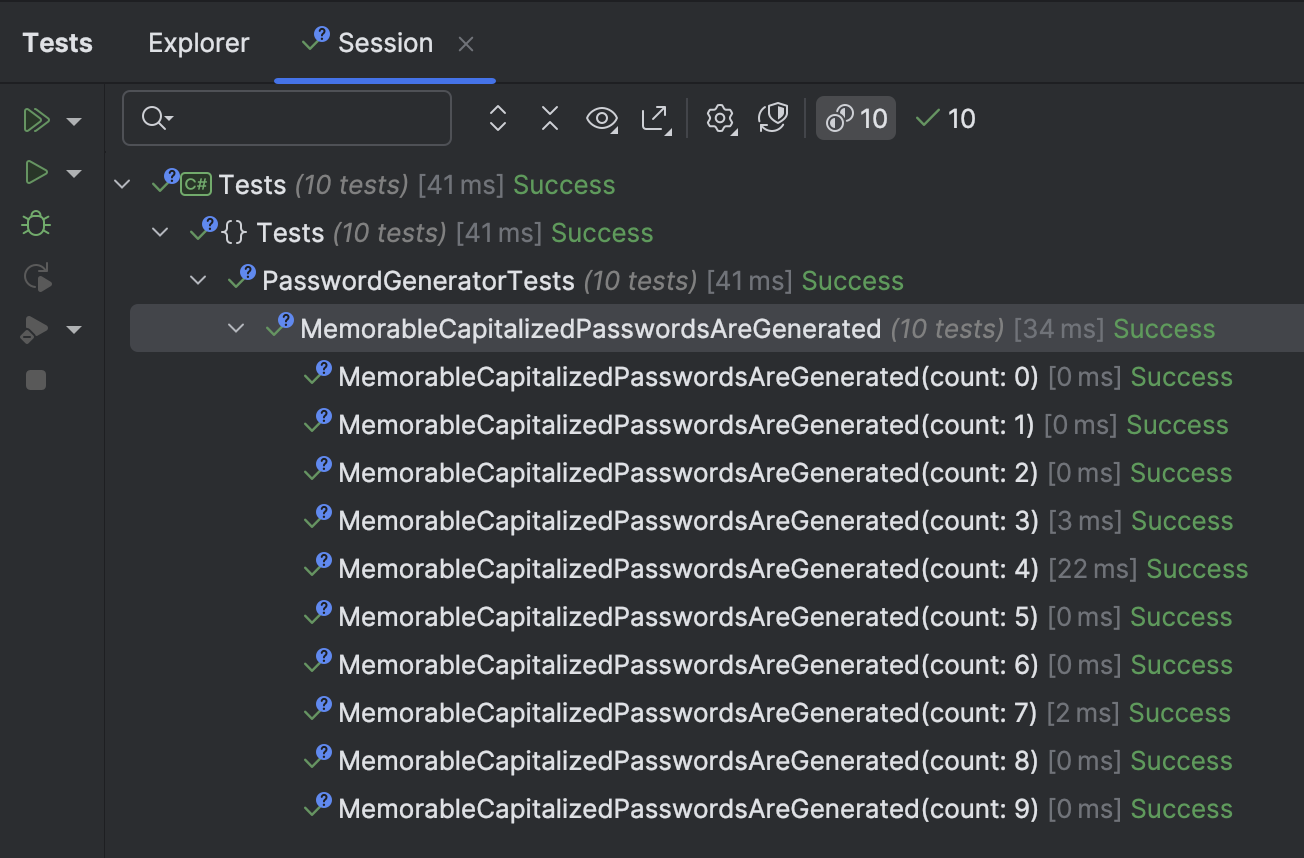 Tests Explorer Session
10 10
C# Tests (10 tests) [41 ms] Success
{} Tests (10 tests) [41 ms] Success
PasswordGeneratorTests (10 tests) [41 ms] Success
MemorableCapitalizedPasswordsAreGenerated (10 tests) [34 ms] Success
MemorableCapitalizedPasswordsAreGenerated(count: 0) [0 ms] Success
MemorableCapitalizedPasswordsAreGenerated(count: 1) [0 ms] Success
MemorableCapitalizedPasswordsAreGenerated(count: 2) [0 ms] Success
MemorableCapitalizedPasswordsAreGenerated(count: 3) [3 ms] Success
MemorableCapitalizedPasswordsAreGenerated(count: 4) [22 ms] Success
MemorableCapitalizedPasswordsAreGenerated(count: 5) [0 ms] Success
MemorableCapitalizedPasswordsAreGenerated(count: 6) [0 ms] Success
MemorableCapitalizedPasswordsAreGenerated(count: 7) [2 ms] Success
MemorableCapitalizedPasswordsAreGenerated(count: 8) [0 ms] Success
MemorableCapitalizedPasswordsAreGenerated(count: 9) [0 ms] Success